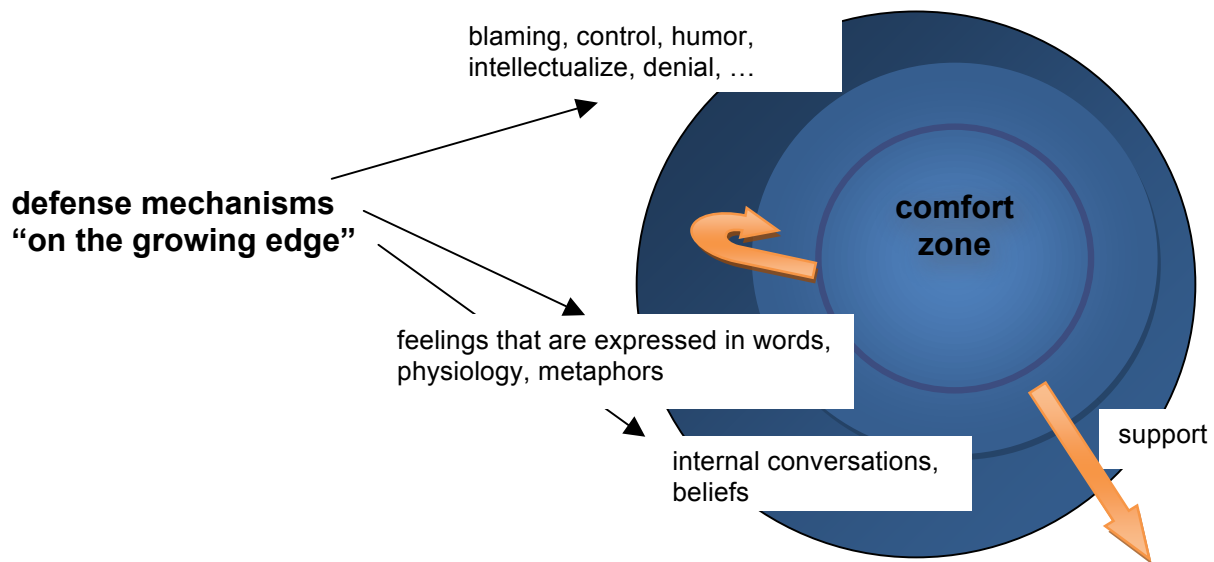 blaming, control, humor,
intellectualize, denial, …
defense mechanisms
“on the growing edge”
comfort
zone
feelings that are expressed in words,
physiology, metaphors
support
internal conversations,
beliefs